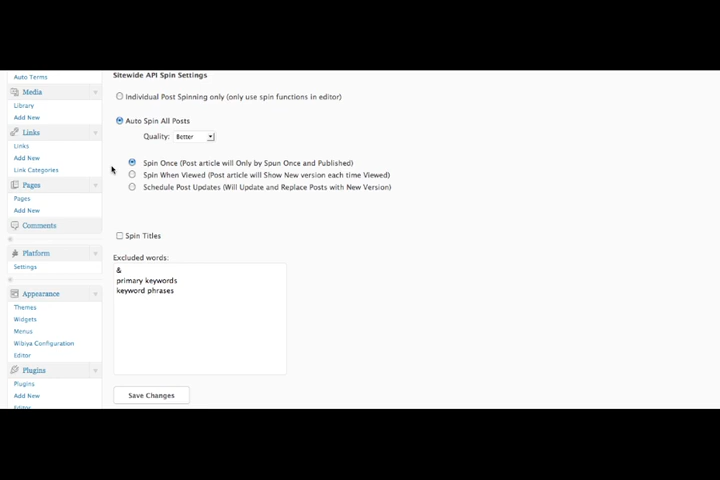 Auto Terms
Media
Library
Add New
Links
Links
Add New
Link Categories
Pages
Pages
Add New
Comments
Platform
Settings
Appearance
Themes
Widgets
Menus
Wibiya Configuration
Editor
Plugins
Plugins
Add New
Editor
Sitewide API Spin Settings
Individual Post Spinning only (only use spin functions in editor)
Auto Spin All Posts
Quality: Better
Spin Once (Post article will Only by Spun Once and Published)
Spin When Viewed (Post article will Show New version each time Viewed)
Schedule Post Updates (Will Update and Replace Posts with New Version)
Spin Titles
Excluded words:
&
primary keywords
keyword phrases
Save Changes